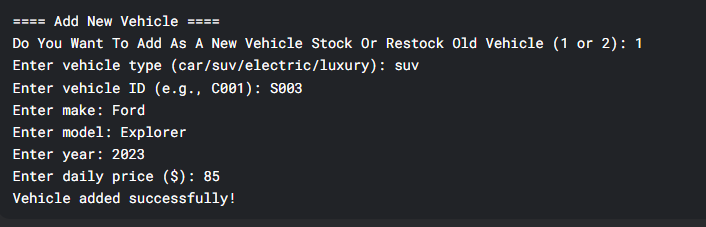 ==== Add New Vehicle ====
Do You Want To Add As A New Vehicle Stock Or Restock Old Vehicle (1 or 2): 1
Enter vehicle type (car/suv/electric/luxury): suv
Enter vehicle ID (e.g., C001): S003
Enter make: Ford
Enter model: Explorer
Enter year: 2023
Enter daily price ($): 85
Vehicle added successfully!